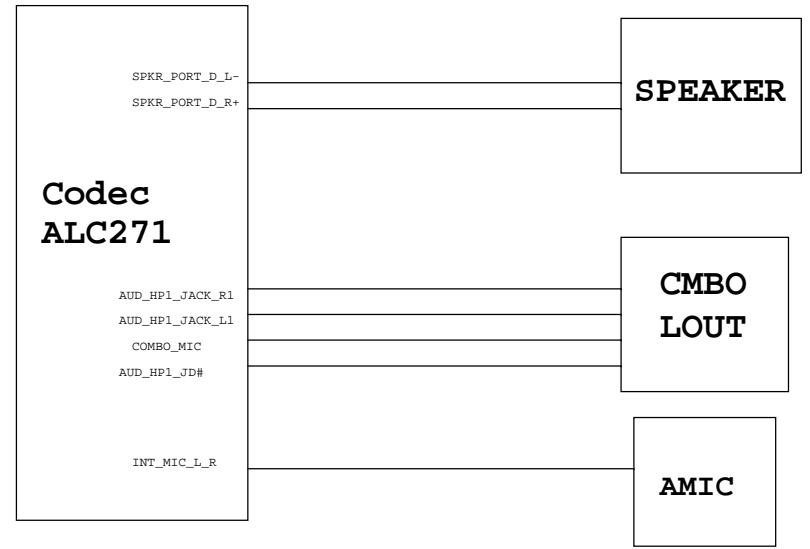 SPKR_PORT_D_L-
SPKR_PORT_D_R+
SPEAKER
Codec
ALC271
AUD_HP1_JACK_R1
AUD_HP1_JACK_L1
COMBO_MIC
AUD_HP1_JD#
CMBO
LOUT
INT_MIC_L_R
AMIC